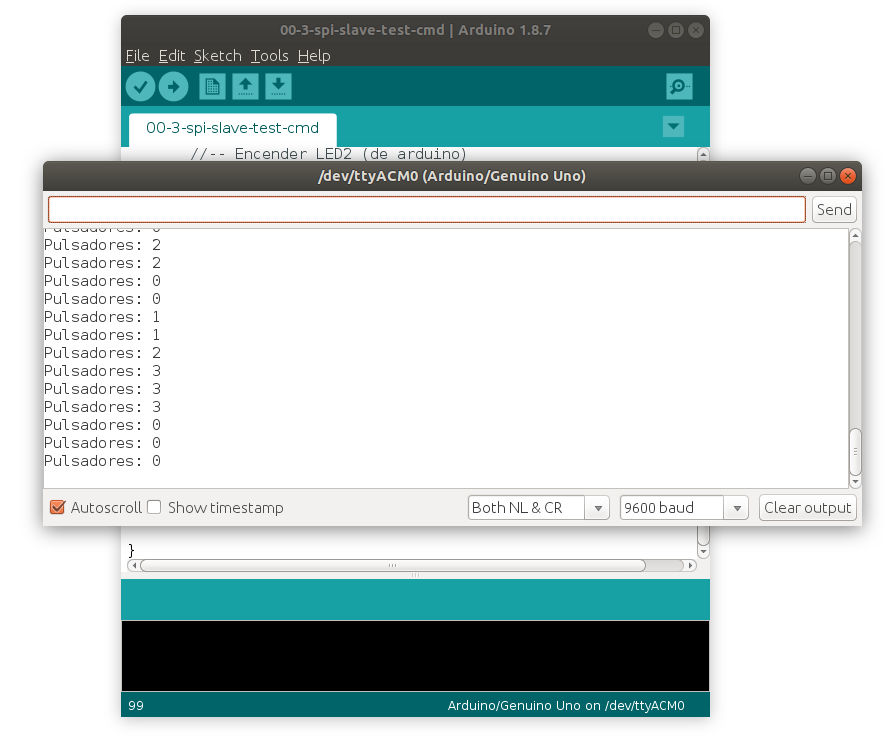 00-3-spi-slave-test-cmd | Arduino 1.8.7
File Edit Sketch Tools Help
00-3-spi-slave-test-cmd
//-- Encender LED2 (de arduino)
/dev/ttyACM0 (Arduino/Genuino Uno)
Send
Pulsadores: 0
Pulsadores: 2
Pulsadores: 2
Pulsadores: 0
Pulsadores: 0
Pulsadores: 1
Pulsadores: 1
Pulsadores: 2
Pulsadores: 3
Pulsadores: 3
Pulsadores: 3
Pulsadores: 0
Pulsadores: 0
Pulsadores: 0
Autoscroll Show timestamp Both NL & CR 9600 baud Clear output
}
99 Arduino/Genuino Uno on /dev/ttyACM0